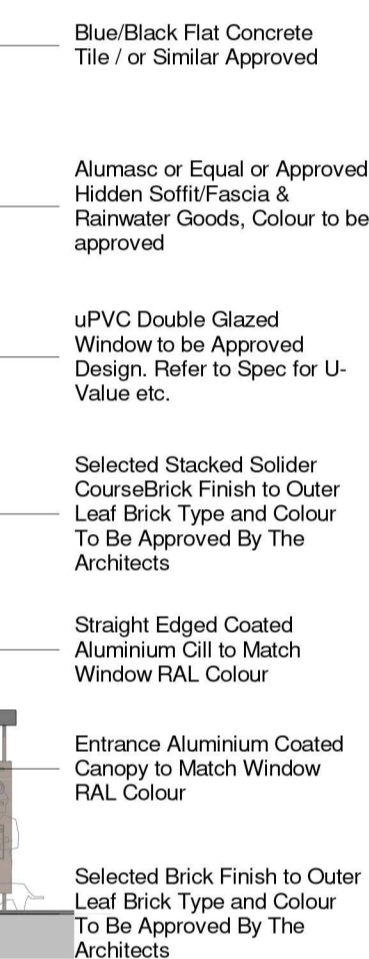 Blue/Black Flat Concrete
Tile / or Similar Approved
Alumasc or Equal or Approved
Hidden Soffit/Fascia &
Rainwater Goods, Colour to be
approved
uPVC Double Glazed
Window to be Approved
Design. Refer to Spec for U-
Value etc.
Selected Stacked Solider
CourseBrick Finish to Outer
Leaf Brick Type and Colour
To Be Approved By The
Architects
Straight Edged Coated
Aluminium Cill to Match
Window RAL Colour
Entrance Aluminium Coated
Canopy to Match Window
RAL Colour
Selected Brick Finish to Outer
Leaf Brick Type and Colour
To Be Approved By The
Architects